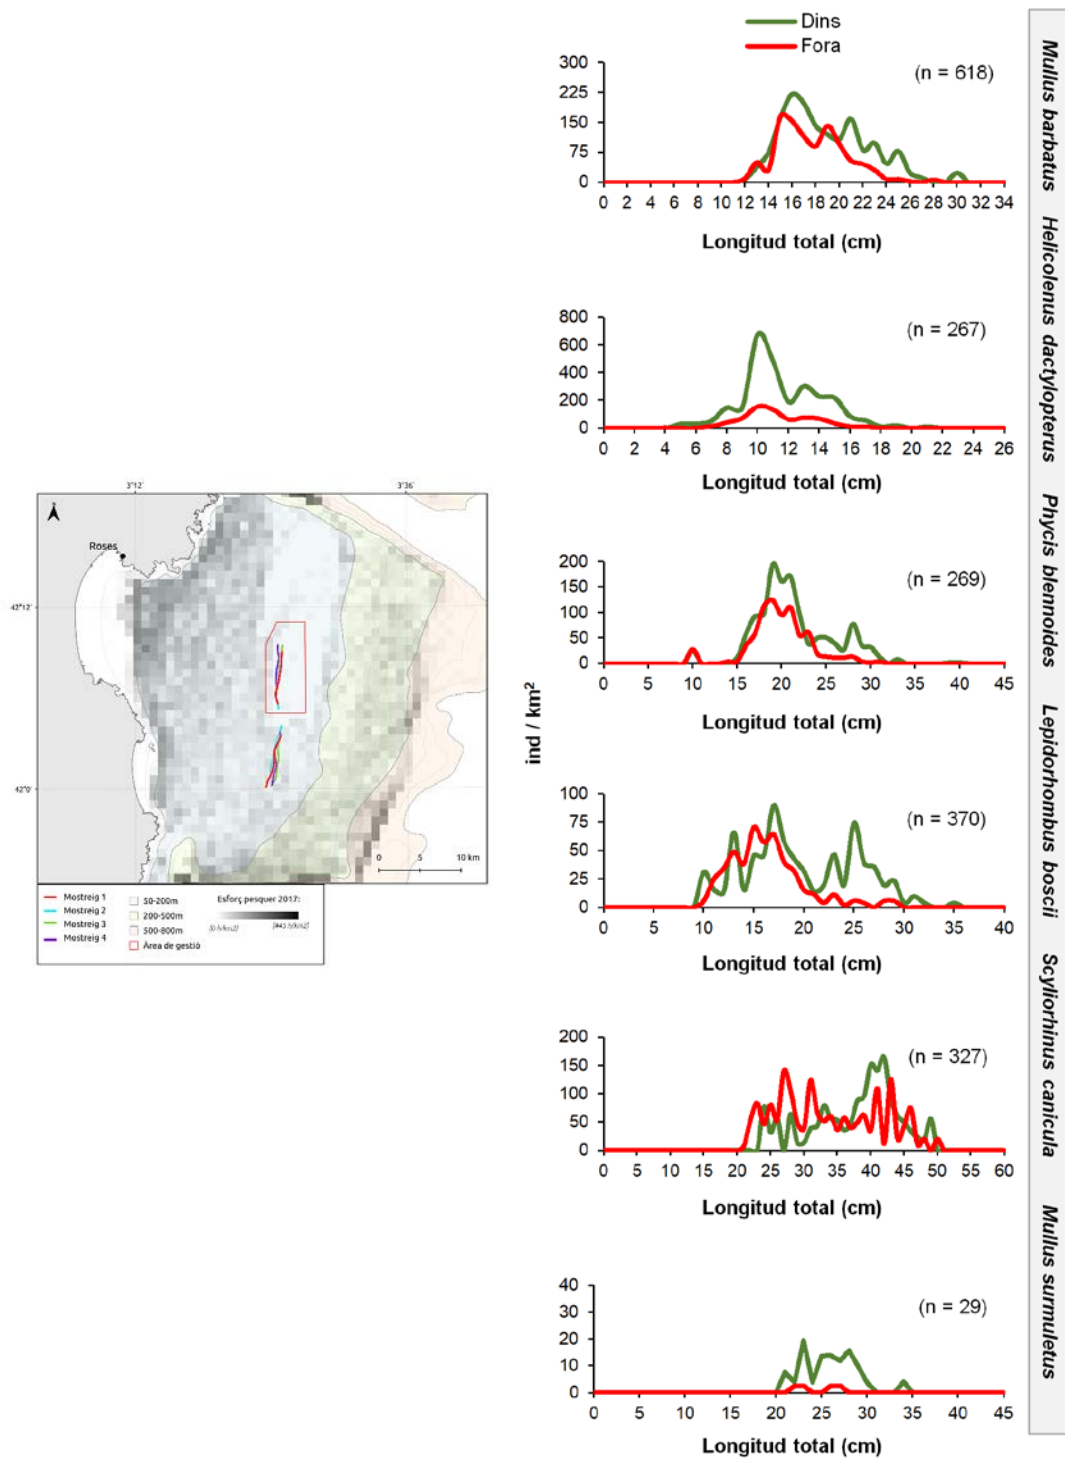 Dins
Fora
300
225
150
75
0
(n = 618)
0 2 4 6 8 10 12 14 16 18 20 22 24 26 28 30 32 34
Longitud total (cm)
Mullus barbatus
800
600
400
200
0
(n = 267)
0 2 4 6 8 10 12 14 16 18 20 22 24 26
Longitud total (cm)
Helicolenus dactylopterus
200
150
100
50
0
(n = 269)
0 5 10 15 20 25 30 35 40 45
Longitud total (cm)
Phycis blennoides
ind / km²
100
75
50
25
0
(n = 370)
0 5 10 15 20 25 30 35 40
Longitud total (cm)
Lepidorhombus boscii
200
150
100
50
0
(n = 327)
0 5 10 15 20 25 30 35 40 45 50 55 60
Longitud total (cm)
Scyliorhinus canicula
40
30
20
10
0
(n = 29)
0 5 10 15 20 25 30 35 40 45
Longitud total (cm)
Mullus surmuletus
3°12' 3°36'
A
Roses
42°12'
42°0'
0 5 10 km
Mostreig 1
Mostreig 2
Mostreig 3
Mostreig 4
50-200m
200-500m
500-800m
Àrea de gestió
Esforç pesquer 2017: